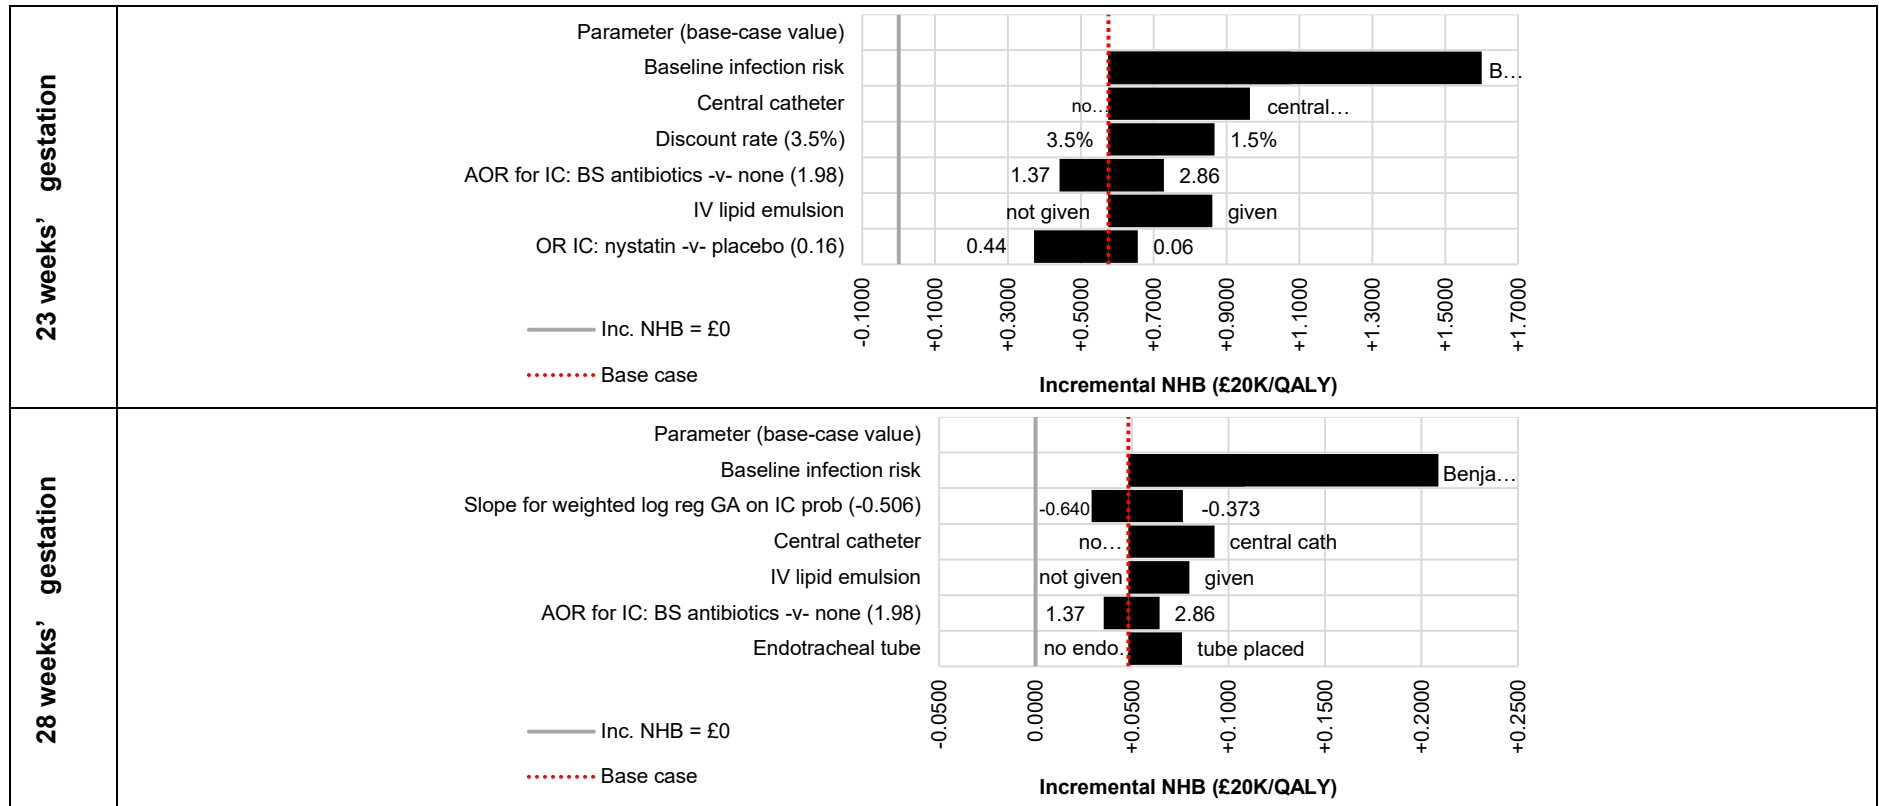 23 weeks’ gestation
Parameter (base-case value)
Baseline infection risk
B…
Central catheter
no…
central…
Discount rate (3.5%)
3.5%
1.5%
AOR for IC: BS antibiotics -v- none (1.98)
1.37
2.86
IV lipid emulsion
not given
given
OR IC: nystatin -v- placebo (0.16)
0.44
0.06
-0.1000
+0.1000
+0.3000
+0.5000
+0.7000
+0.9000
+1.1000
+1.3000
+1.5000
+1.7000
Inc. NHB = £0
Base case
Incremental NHB (£20K/QALY)
28 weeks’ gestation
Parameter (base-case value)
Baseline infection risk
Benja…
Slope for weighted log reg GA on IC prob (-0.506)
-0.640
-0.373
Central catheter
no…
central cath
IV lipid emulsion
not given
given
AOR for IC: BS antibiotics -v- none (1.98)
1.37
2.86
Endotracheal tube
no endo.
tube placed
-0.0500
0.0000
+0.0500
+0.1000
+0.1500
+0.2000
+0.2500
Inc. NHB = £0
Base case
Incremental NHB (£20K/QALY)